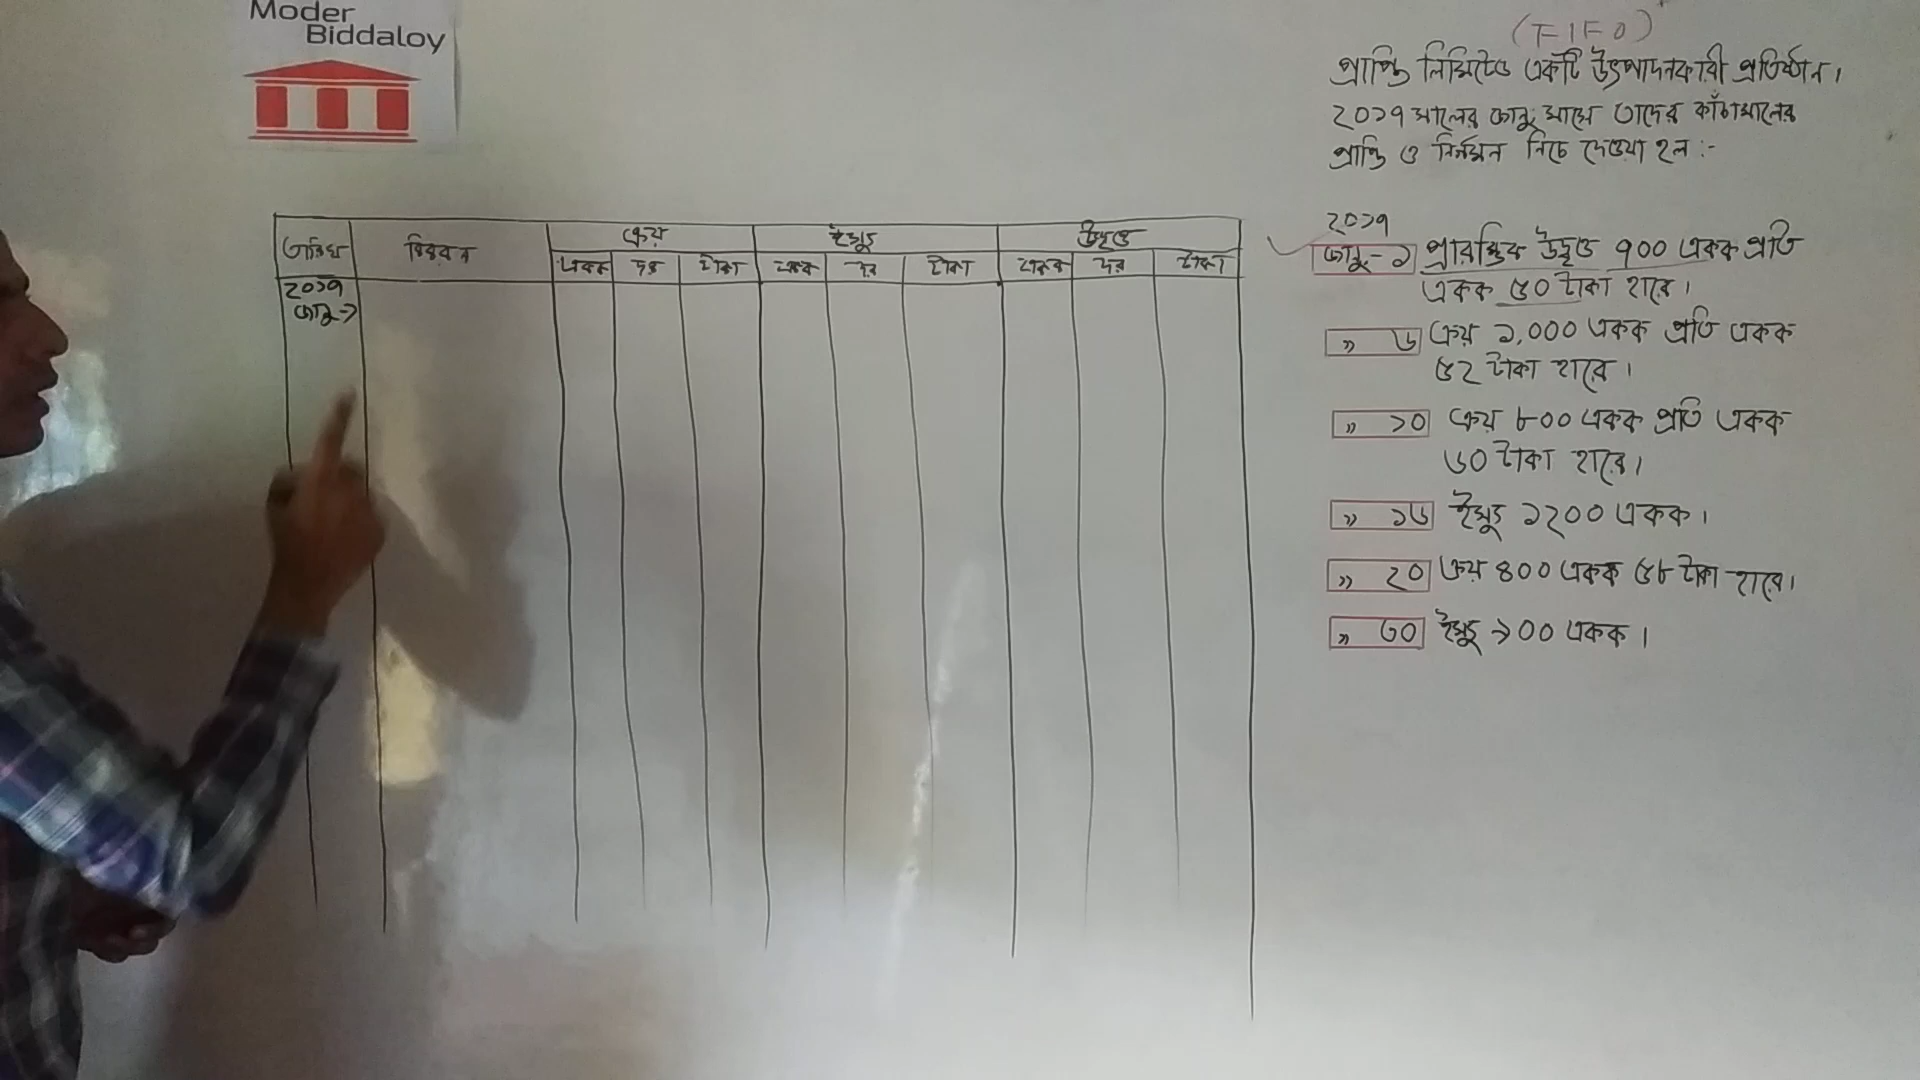 Moder
Biddaloy
(FIFO)
প্রাপ্তি লিমিটেড একটি উৎপাদনকারী প্রতিষ্ঠান।
২০১৭ সালের জানু: মাসে তাদের কাঁচামালের
প্রাপ্তি ও নির্গমন নিচে দেওয়া হল :-
তারিখ বিবরন ক্রয় ইস্যু উদ্বৃত্ত
একক দর টাকা একক দর টাকা একক দর টাকা
২০১৭
জানু-১
২০১৭
জানু-১ প্রারম্ভিক উদ্বৃত্ত ৭০০ একক প্রতি
একক ৫০ টাকা হারে।
" ৬ ক্রয় ১,০০০ একক প্রতি একক
৫২ টাকা হারে।
" ১০ ক্রয় ৮০০ একক প্রতি একক
৬০ টাকা হারে।
" ১৬ ইস্যু ১২০০ একক।
" ২০ ক্রয় ৪০০ একক ৫৮ টাকা হারে।
" ৩০ ইস্যু ১০০ একক।